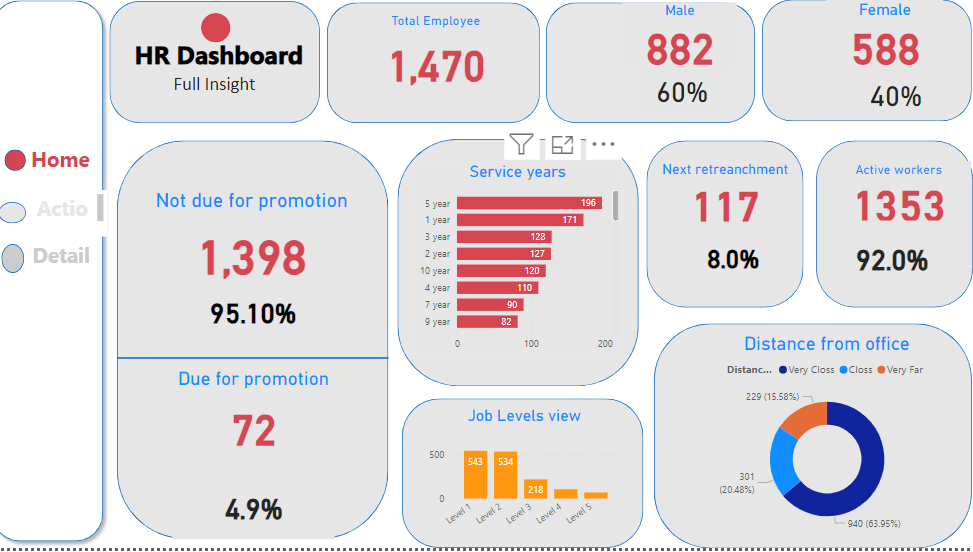 HR Dashboard
Full Insight
Total Employee
1,470
Male
882
60%
Female
588
40%
Home
Actio
Detail
Not due for promotion
1,398
95.10%
Due for promotion
72
4.9%
Service years
5 year 196
1 year 171
3 year 128
2 year 127
10 year 120
4 year 110
7 year 90
9 year 82
0 100 200
Next retreanchment
117
8.0%
Active workers
1353
92.0%
Job Levels view
500
543 534
218
0
Level 1 Level 2 Level 3 Level 4 Level 5
Distance from office
Distanc... Very Closs Closs Very Far
229 (15.58%)
301
(20.48%)
940 (63.95%)